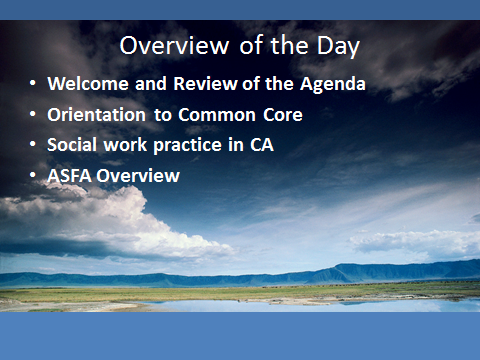 Overview of the Day
• Welcome and Review of the Agenda
• Orientation to Common Core
• Social work practice in CA
• ASFA Overview